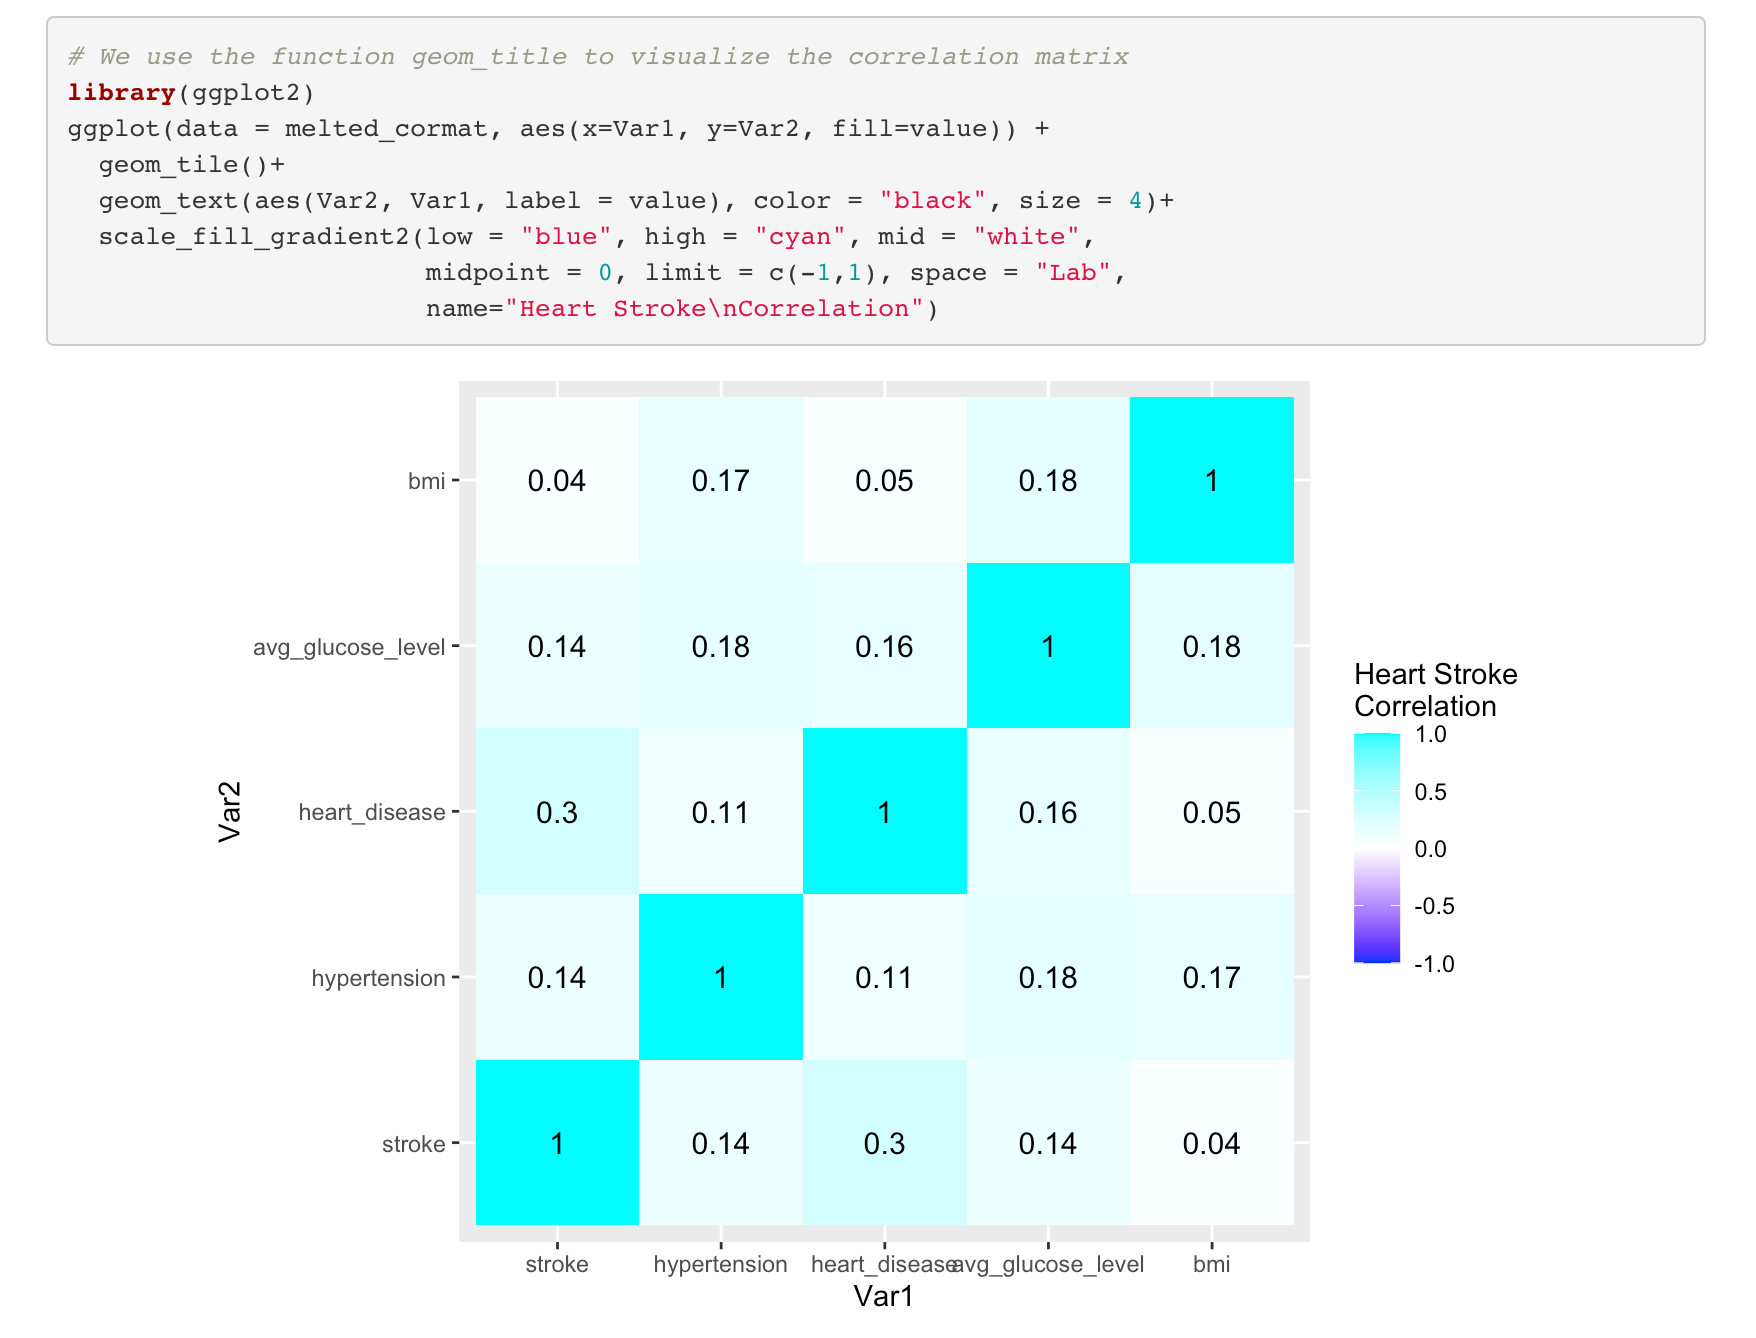 # We use the function geom_title to visualize the correlation matrix
library(ggplot2)
ggplot(data = melted_cormat, aes(x=Var1, y=Var2, fill=value)) +
  geom_tile()+
  geom_text(aes(Var2, Var1, label = value), color = "black", size = 4)+
  scale_fill_gradient2(low = "blue", high = "cyan", mid = "white",
                       midpoint = 0, limit = c(-1,1), space = "Lab",
                       name="Heart Stroke\nCorrelation")
bmi 0.04 0.17 0.05 0.18 1
avg_glucose_level 0.14 0.18 0.16 1 0.18
heart_disease 0.3 0.11 1 0.16 0.05
hypertension 0.14 1 0.11 0.18 0.17
stroke 1 0.14 0.3 0.14 0.04
stroke hypertension heart_disease avg_glucose_level bmi
Var1
Var2
Heart Stroke
Correlation
1.0
0.5
0.0
-0.5
-1.0